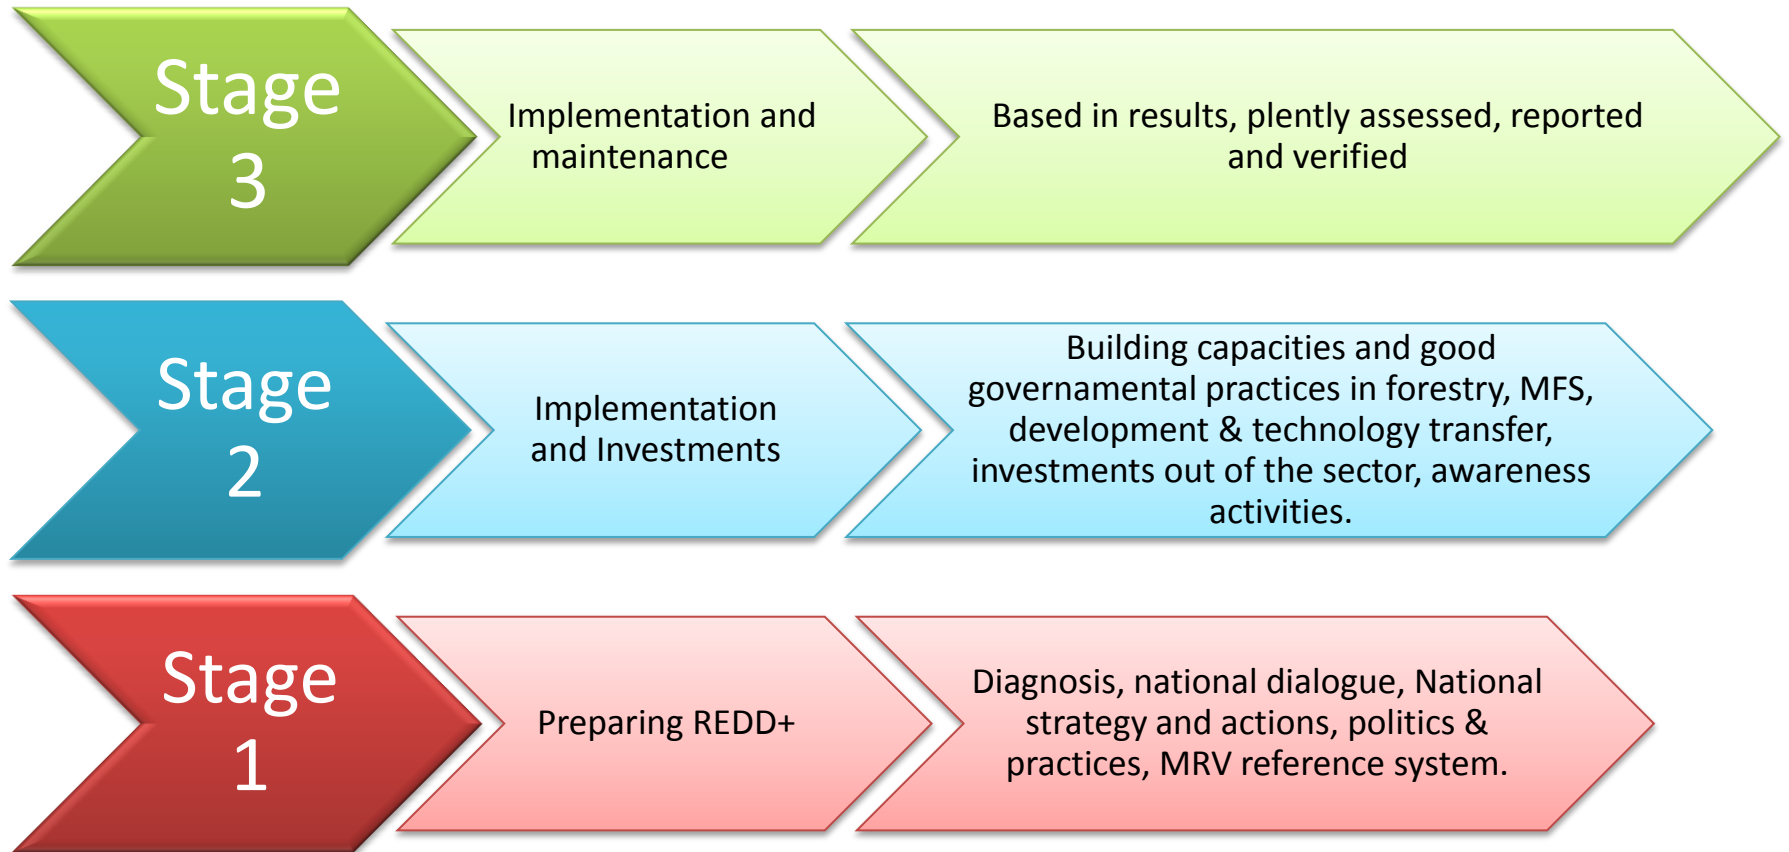 Stage
3
Implementation and
maintenance
Based in results, plently assessed, reported
and verified
Stage
2
Implementation
and Investments
Building capacities and good
governamental practices in forestry, MFS,
development & technology transfer,
investments out of the sector, awareness
activities.
Stage
1
Preparing REDD+
Diagnosis, national dialogue, National
strategy and actions, politics &
practices, MRV reference system.